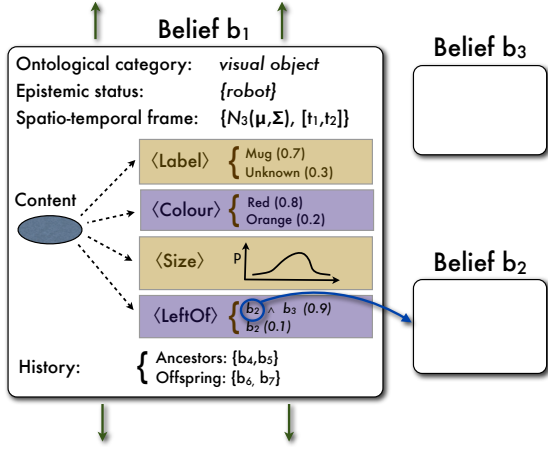 Belief b₁
Ontological category: visual object
Epistemic status: {robot}
Spatio-temporal frame: {N₃(μ,Σ), [t₁,t₂]}
Content
⟨Label⟩ { Mug (0.7)
Unknown (0.3)
⟨Colour⟩ { Red (0.8)
Orange (0.2)
⟨Size⟩ P
⟨LeftOf⟩ { b₂ ∧ b₃ (0.9)
b₂ (0.1)
History: { Ancestors: {b₄,b₅}
Offspring: {b₆, b₇}
Belief b₃
Belief b₂